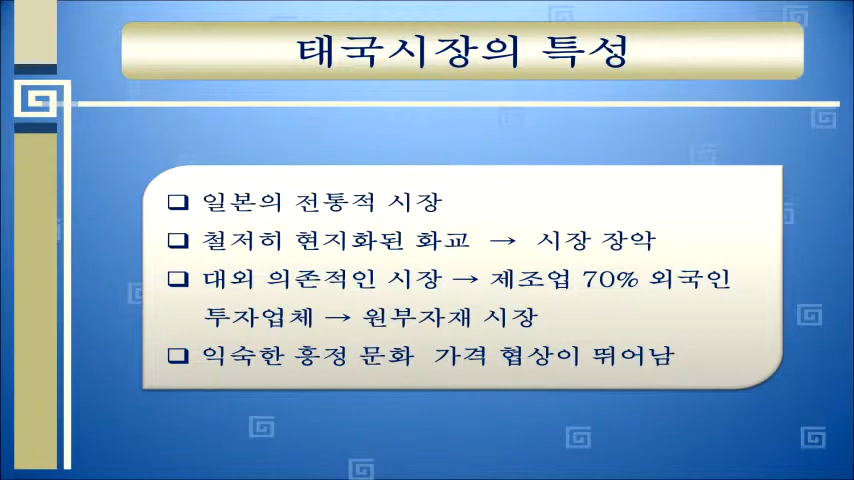 태국시장의 특성
❑ 일본의 전통적 시장
❑ 철저히 현지화된 화교 → 시장 장악
❑ 대외 의존적인 시장 → 제조업 70% 외국인
투자업체 → 원부자재 시장
❑ 익숙한 흥정 문화 가격 협상이 뛰어남